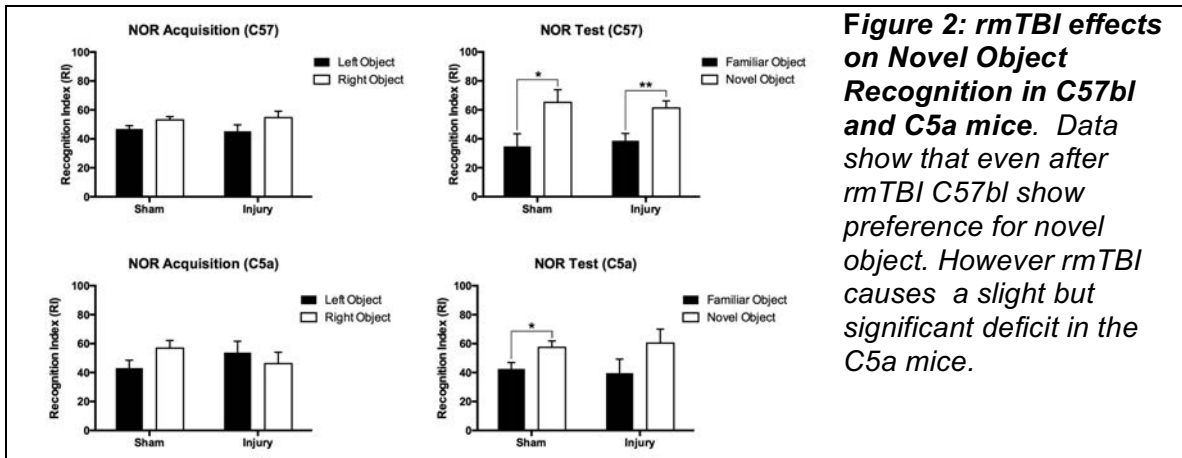 NOR Acquisition (C57)
Recognition Index (RI)
100
80
60
40
20
0
Sham
Injury
Left Object
Right Object
NOR Test (C57)
Recognition Index (RI)
100
80
60
40
20
0
*
**
Sham
Injury
Familiar Object
Novel Object
NOR Acquisition (C5a)
Recognition Index (RI)
100
80
60
40
20
0
Sham
Injury
Left Object
Right Object
NOR Test (C5a)
Recognition Index (RI)
100
80
60
40
20
0
*
Sham
Injury
Familiar Object
Novel Object
Figure 2: rmTBI effects
on Novel Object
Recognition in C57bl
and C5a mice. Data
show that even after
rmTBI C57bl show
preference for novel
object. However rmTBI
causes a slight but
significant deficit in the
C5a mice.